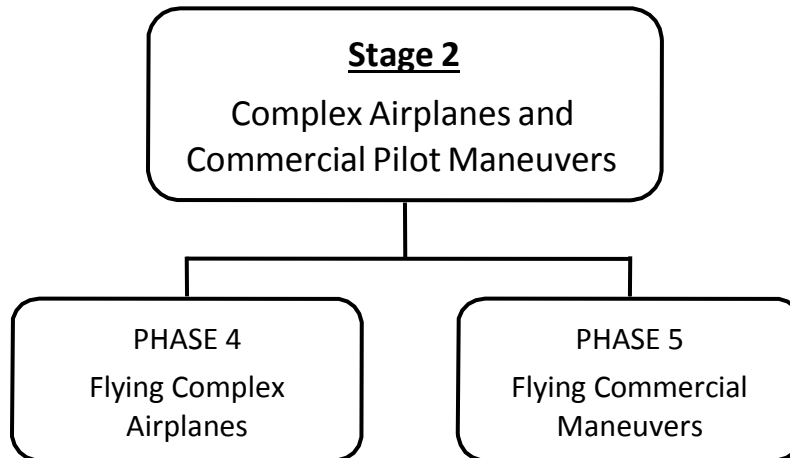 Stage 2
Complex Airplanes and
Commercial Pilot Maneuvers
PHASE 4
Flying Complex
Airplanes
PHASE 5
Flying Commercial
Maneuvers